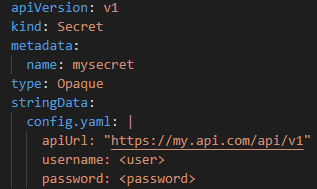 apiVersion: v1
kind: Secret
metadata:
  name: mysecret
type: Opaque
stringData:
  config.yaml: |
    apiUrl: "https://my.api.com/api/v1"
    username: <user>
    password: <password>